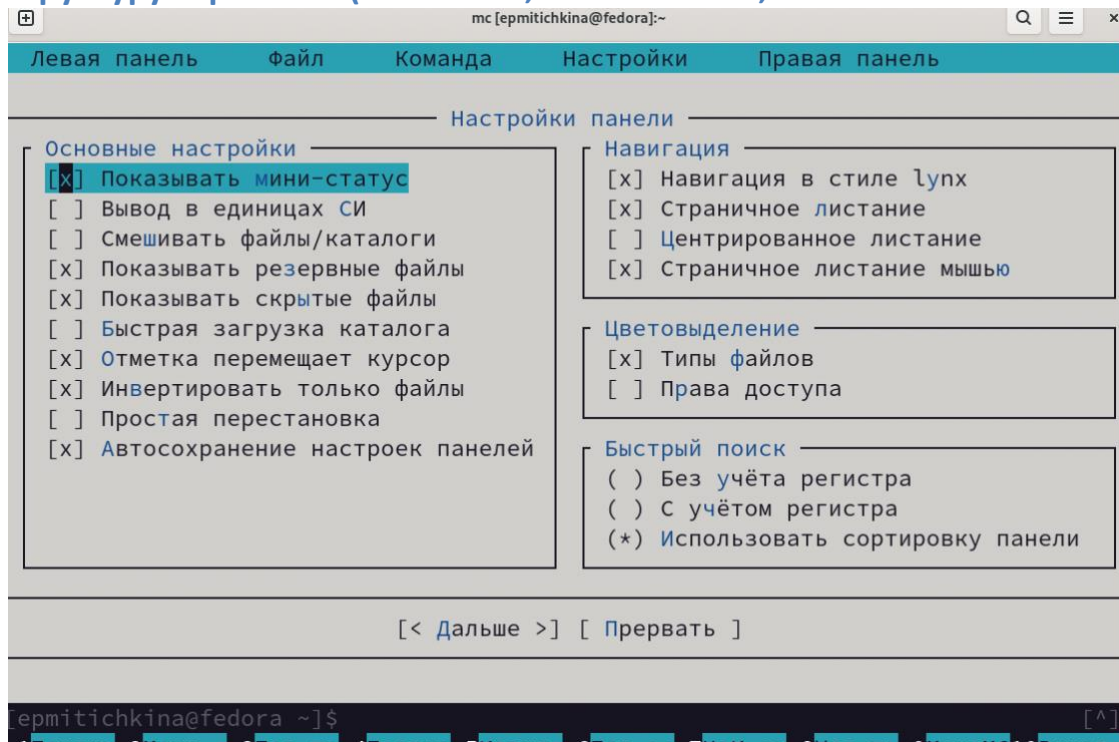 mc [epmitichkina@fedora]:~
Левая панель Файл Команда Настройки Правая панель
Настройки панели
Основные настройки
[x] Показывать мини-статус
[ ] Вывод в единицах СИ
[ ] Смешивать файлы/каталоги
[x] Показывать резервные файлы
[x] Показывать скрытые файлы
[ ] Быстрая загрузка каталога
[x] Отметка перемещает курсор
[x] Инвертировать только файлы
[ ] Простая перестановка
[x] Автосохранение настроек панелей
Навигация
[x] Навигация в стиле lynx
[x] Страничное листание
[ ] Центрированное листание
[x] Страничное листание мышью
Цветовыделение
[x] Типы файлов
[ ] Права доступа
Быстрый поиск
( ) Без учёта регистра
( ) С учётом регистра
(*) Использовать сортировку панели
[< Дальше >] [ Прервать ]
[epmitichkina@fedora ~]$ [^]